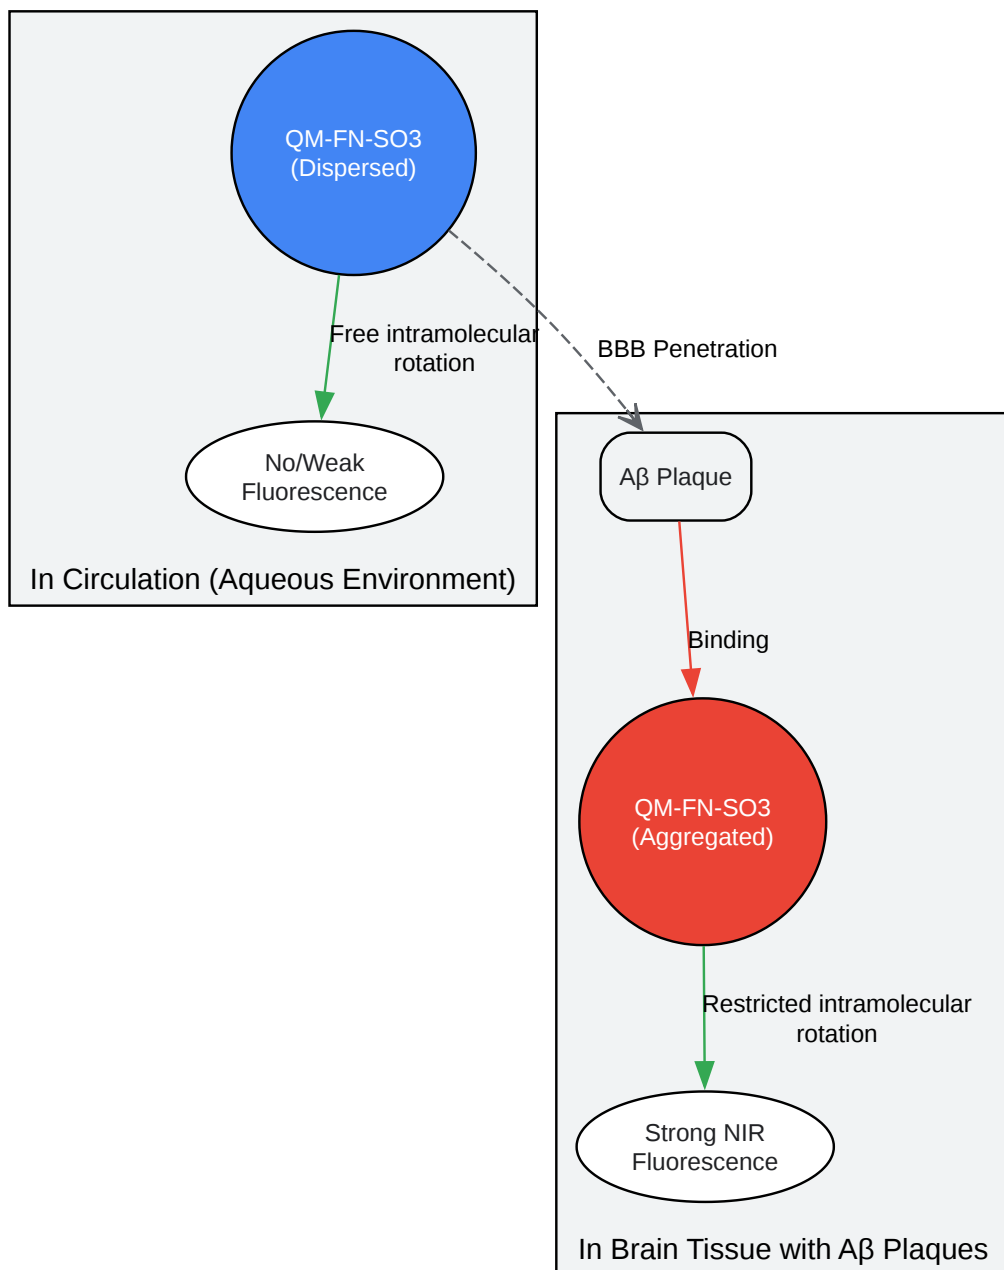 QM-FN-SO3
(Dispersed)
Free intramolecular
rotation
BBB Penetration
No/Weak
Fluorescence
Aβ Plaque
In Circulation (Aqueous Environment)
Binding
QM-FN-SO3
(Aggregated)
Restricted intramolecular
rotation
Strong NIR
Fluorescence
In Brain Tissue with Aβ Plaques